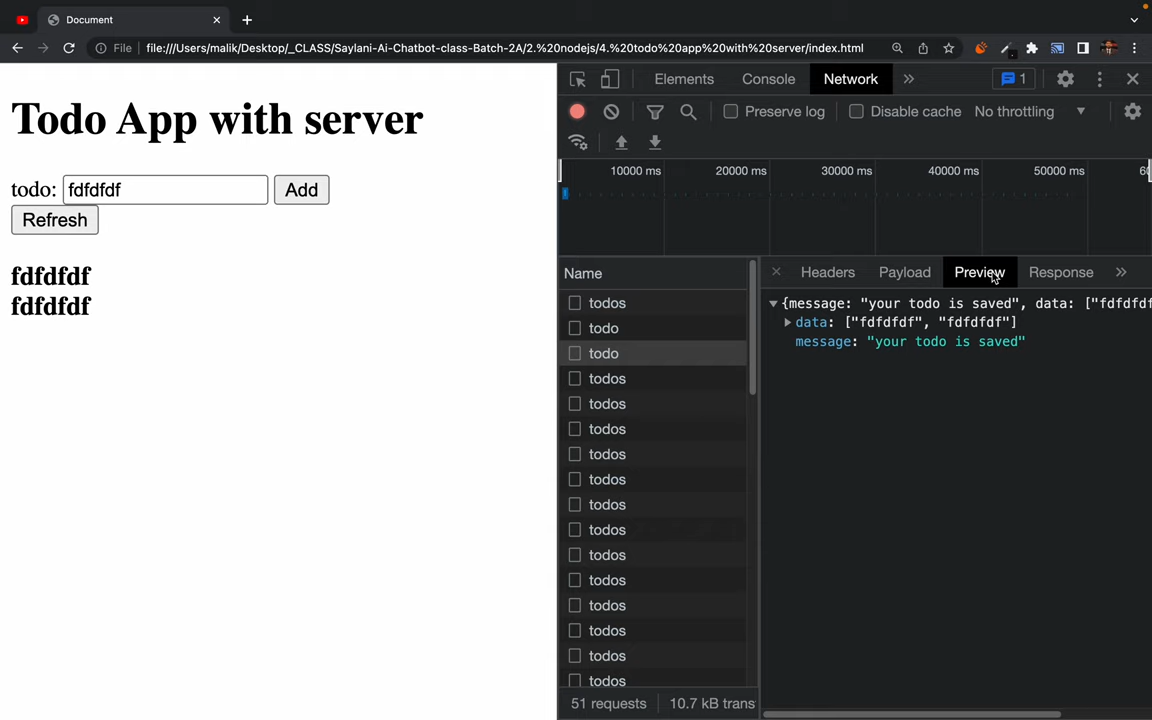 Document
File
file:///Users/malik/Desktop/_CLASS/Saylani-Ai-Chatbot-class-Batch-2A/2.%20nodejs/4.%20todo%20app%20with%20server/index.html
Todo App with server
todo: fdfdfdf Add
Refresh
fdfdfdf
fdfdfdf
Elements Console Network 1
Preserve log Disable cache No throttling
10000 ms 20000 ms 30000 ms 40000 ms 50000 ms 60
Name
todos
todo
todo
todos
todos
todos
todos
todos
todos
todos
todos
todos
todos
todos
todos
todos
51 requests 10.7 kB trans
Headers Payload Preview Response
{message: "your todo is saved", data: ["fdfdfdf
data: ["fdfdfdf", "fdfdfdf"]
message: "your todo is saved"